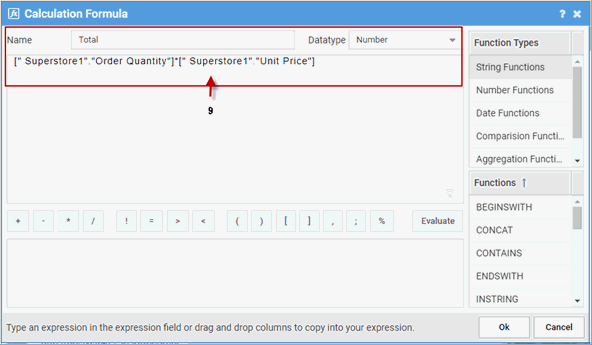 Calculation Formula ? ×
Name Total Datatype Number
[" Superstore1"."Order Quantity"]*[" Superstore1"."Unit Price"]
9
+ - * / ! = > < ( ) [ ] , ; % Evaluate
Function Types
String Functions
Number Functions
Date Functions
Comparision Functi...
Aggregation Functi...
Functions ↑
BEGINSWITH
CONCAT
CONTAINS
ENDSWITH
INSTRING
Type an expression in the expression field or drag and drop columns to copy into your expression.
Ok Cancel